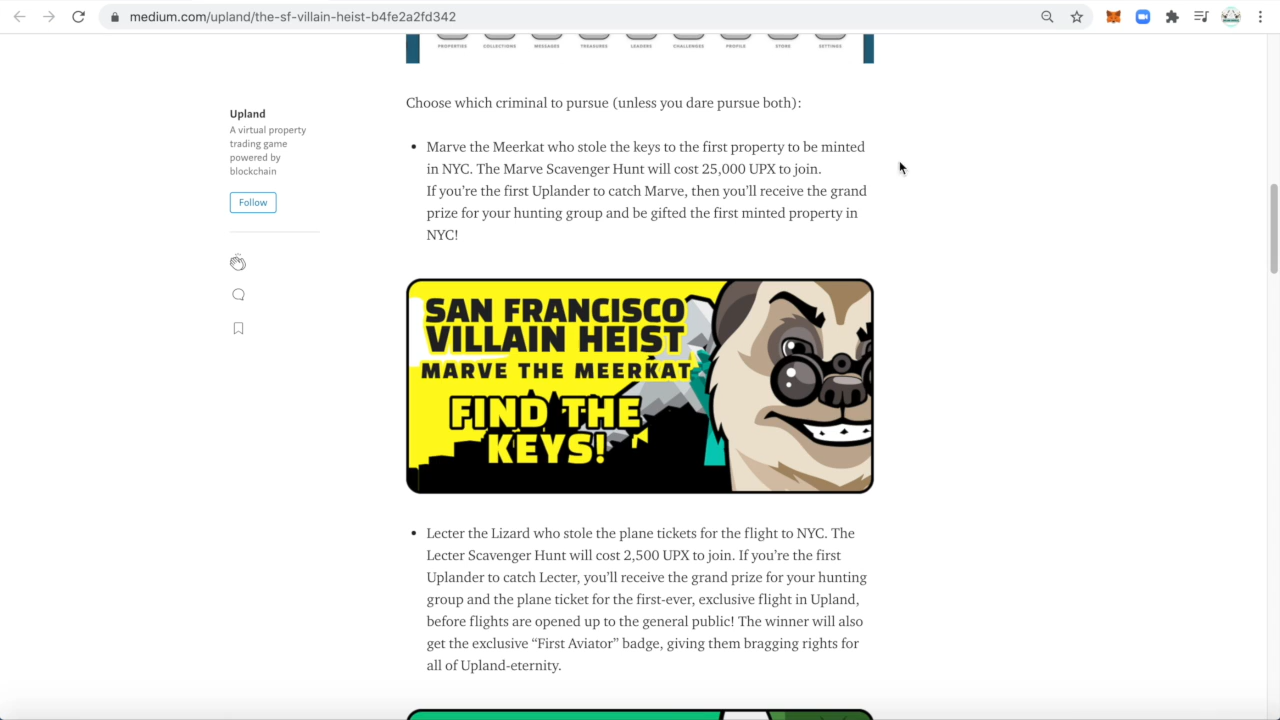 medium.com/upland/the-sf-villain-heist-b4fe2a2fd342
PROPERTIES COLLECTIONS MESSAGES TREASURES LEADERS CHALLENGES PROFILE STORE SETTINGS
Choose which criminal to pursue (unless you dare pursue both):
Upland
A virtual property
trading game
powered by
blockchain
Follow
• Marve the Meerkat who stole the keys to the first property to be minted
in NYC. The Marve Scavenger Hunt will cost 25,000 UPX to join.
If you’re the first Uplander to catch Marve, then you’ll receive the grand
prize for your hunting group and be gifted the first minted property in
NYC!
SAN FRANCISCO
VILLAIN HEIST
MARVE THE MEERKAT
FIND THE
KEYS!
• Lecter the Lizard who stole the plane tickets for the flight to NYC. The
Lecter Scavenger Hunt will cost 2,500 UPX to join. If you’re the first
Uplander to catch Lecter, you’ll receive the grand prize for your hunting
group and the plane ticket for the first-ever, exclusive flight in Upland,
before flights are opened up to the general public! The winner will also
get the exclusive “First Aviator” badge, giving them bragging rights for
all of Upland-eternity.